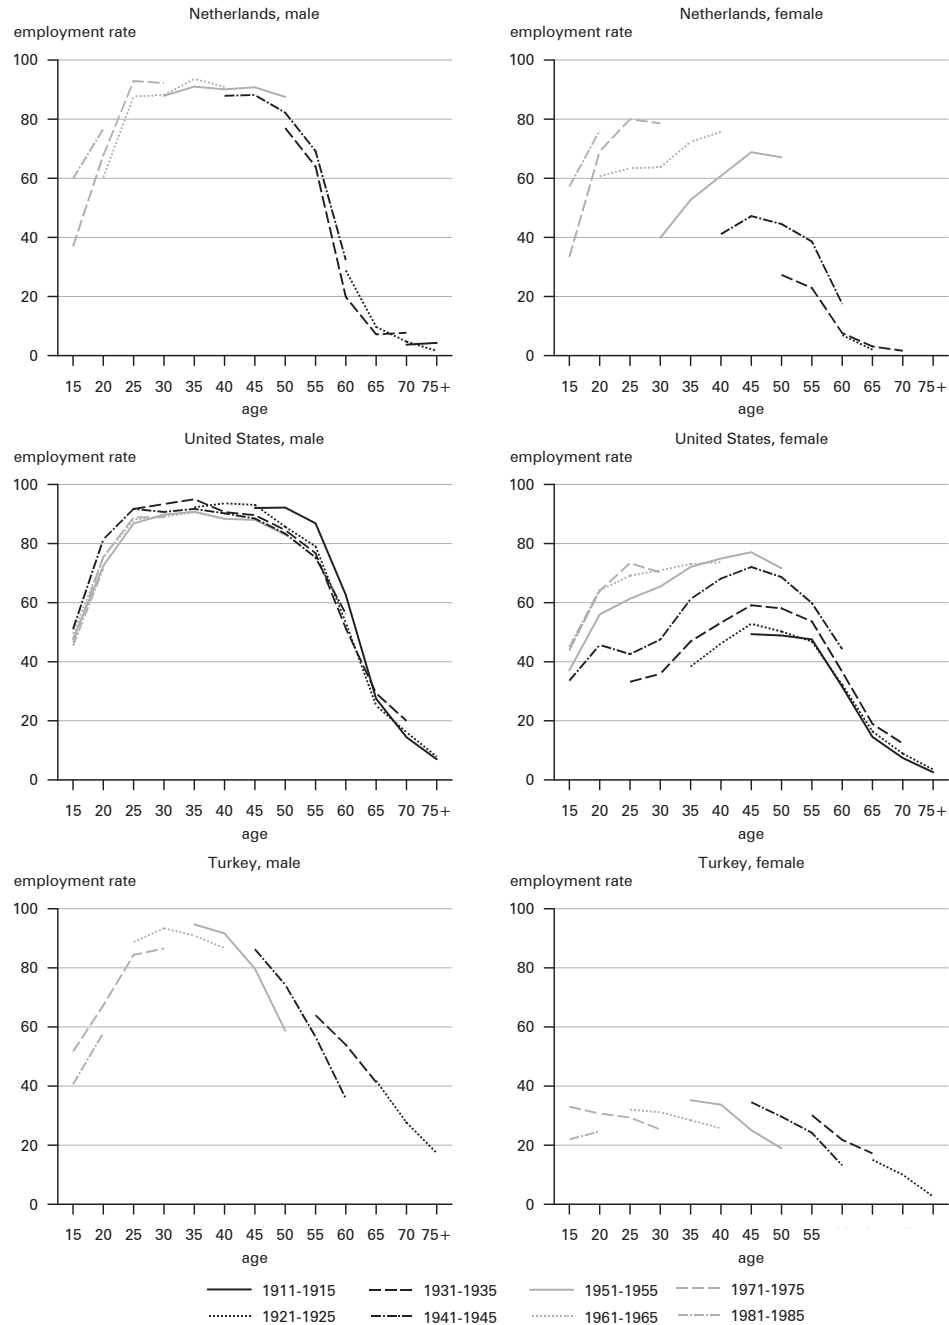 Netherlands, male
employment rate
100
80
60
40
20
0
15 20 25 30 35 40 45 50 55 60 65 70 75+
age
Netherlands, female
employment rate
100
80
60
40
20
0
15 20 25 30 35 40 45 50 55 60 65 70 75+
age
United States, male
employment rate
100
80
60
40
20
0
15 20 25 30 35 40 45 50 55 60 65 70 75+
age
United States, female
employment rate
100
80
60
40
20
0
15 20 25 30 35 40 45 50 55 60 65 70 75+
age
Turkey, male
employment rate
100
80
60
40
20
0
15 20 25 30 35 40 45 50 55 60 65 70 75+
age
Turkey, female
employment rate
100
80
60
40
20
0
15 20 25 30 35 40 45 50 55
age
1911-1915 1931-1935 1951-1955 1971-1975
1921-1925 1941-1945 1961-1965 1981-1985